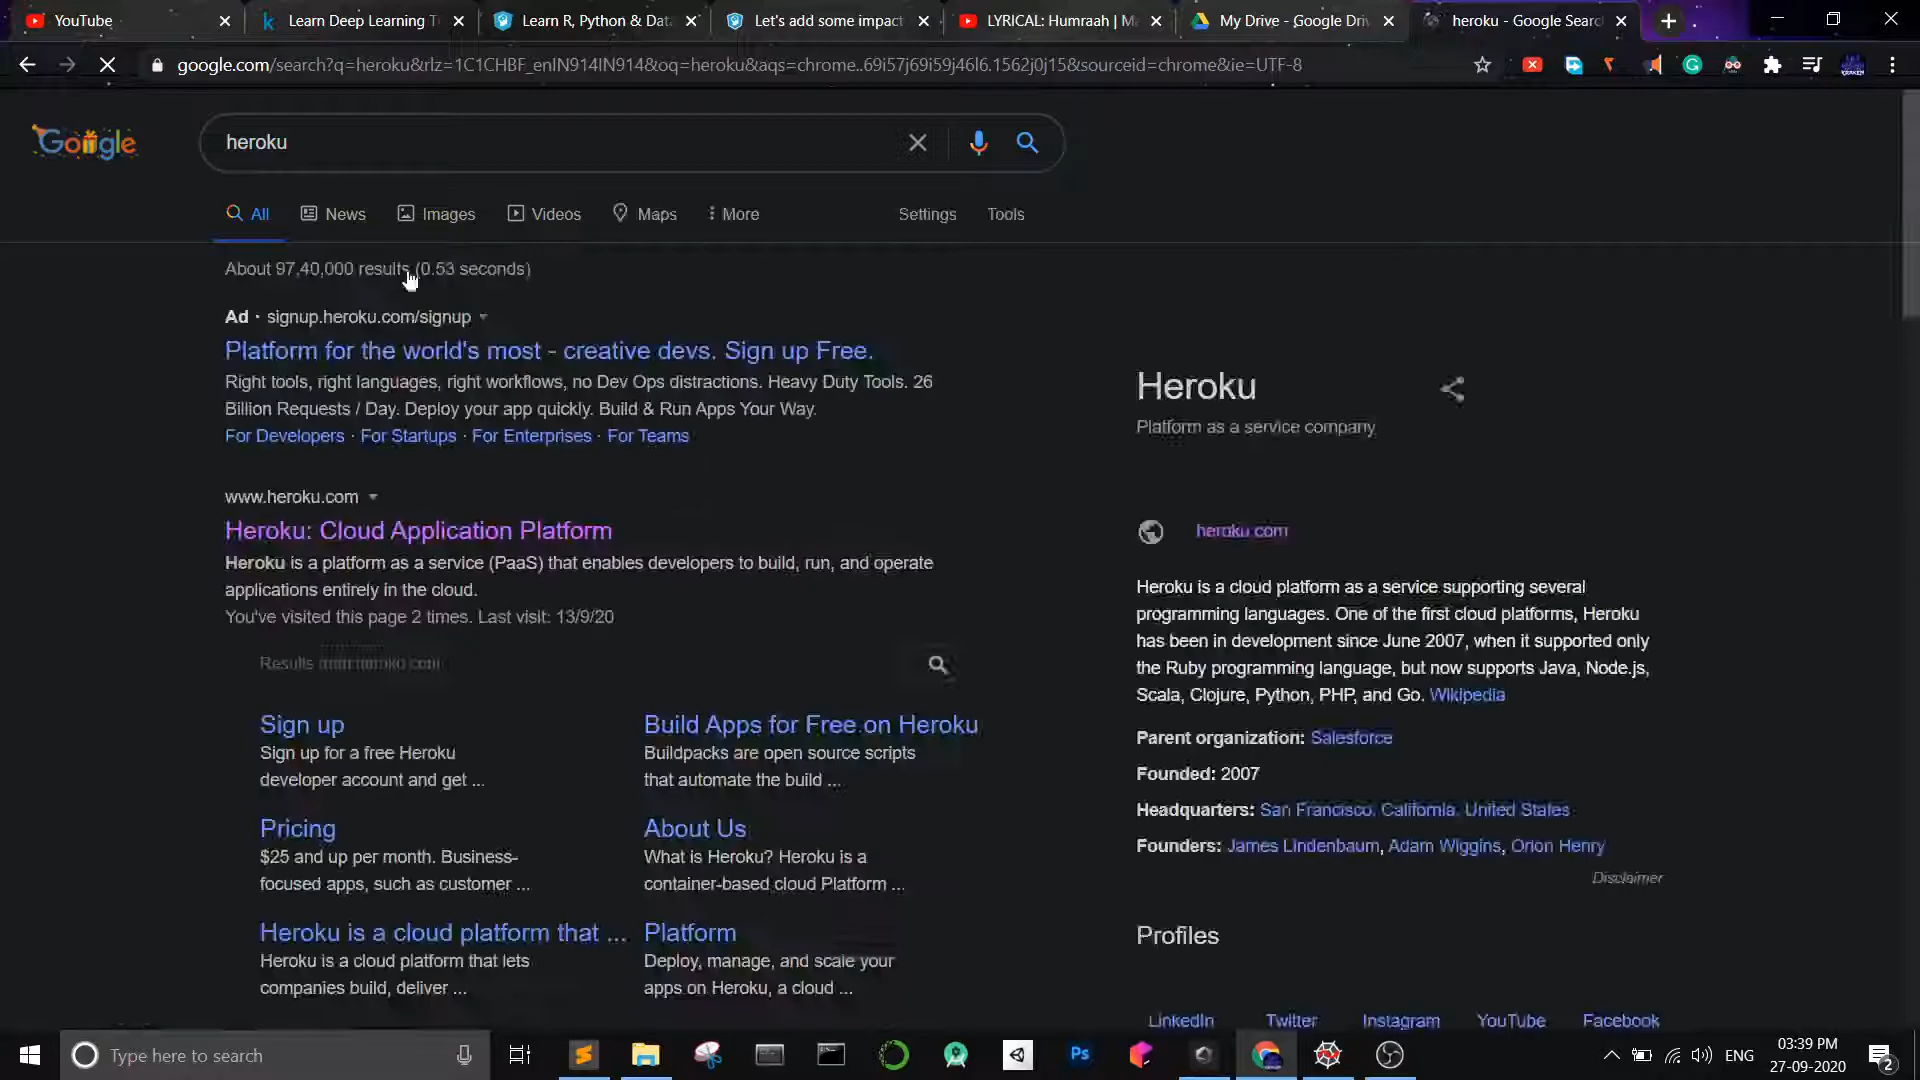 YouTube
Learn Deep Learning T
Learn R, Python & Data
Let's add some impact
LYRICAL: Humraah | Ma
My Drive - Google Driv
heroku - Google Search
google.com/search?q=heroku&rlz=1C1CHBF_enIN914IN914&oq=heroku&aqs=chrome..69i57j69i59j46l6.1562j0j15&sourceid=chrome&ie=UTF-8
Google
heroku
All
News
Images
Videos
Maps
More
Settings
Tools
About 97,40,000 results (0.53 seconds)
Ad · signup.heroku.com/signup
Platform for the world's most - creative devs. Sign up Free.
Right tools, right languages, right workflows, no Dev Ops distractions. Heavy Duty Tools. 26
Billion Requests / Day. Deploy your app quickly. Build & Run Apps Your Way.
For Developers · For Startups · For Enterprises · For Teams
www.heroku.com
Heroku: Cloud Application Platform
Heroku is a platform as a service (PaaS) that enables developers to build, run, and operate
applications entirely in the cloud.
You've visited this page 2 times. Last visit: 13/9/20
Results from heroku.com
Sign up
Sign up for a free Heroku
developer account and get ...
Build Apps for Free on Heroku
Buildpacks are open source scripts
that automate the build ...
Pricing
$25 and up per month. Business-
focused apps, such as customer ...
About Us
What is Heroku? Heroku is a
container-based cloud Platform ...
Heroku is a cloud platform that ...
Heroku is a cloud platform that lets
companies build, deliver ...
Platform
Deploy, manage, and scale your
apps on Heroku, a cloud ...
Heroku
Platform as a service company
heroku.com
Heroku is a cloud platform as a service supporting several
programming languages. One of the first cloud platforms, Heroku
has been in development since June 2007, when it supported only
the Ruby programming language, but now supports Java, Node.js,
Scala, Clojure, Python, PHP, and Go. Wikipedia
Parent organization: Salesforce
Founded: 2007
Headquarters: San Francisco, California, United States
Founders: James Lindenbaum, Adam Wiggins, Orion Henry
Disclaimer
Profiles
LinkedIn
Twitter
Instagram
YouTube
Facebook
Type here to search
Ps
ENG
03:39 PM
27-09-2020
2